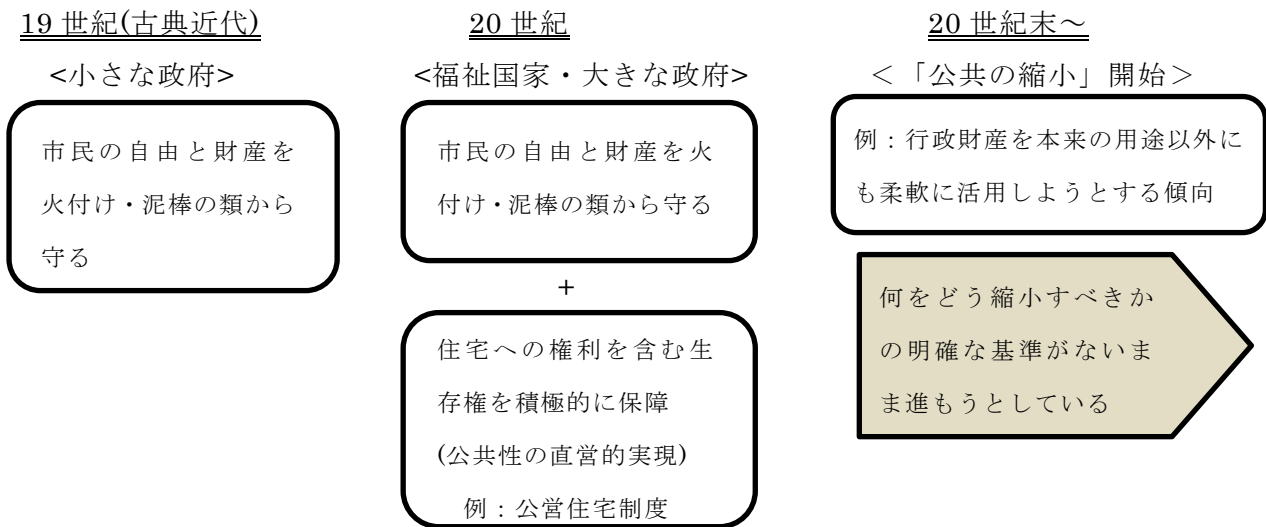 19 世紀(古典近代)
<小さな政府>
市民の自由と財産を
火付け・泥棒の類から
守る
20 世紀
<福祉国家・大きな政府>
市民の自由と財産を火
付け・泥棒の類から守る
+
住宅への権利を含む生
存権を積極的に保障
(公共性の直営的実現)
例：公営住宅制度
20 世紀末～
＜「公共の縮小」開始＞
例：行政財産を本来の用途以外に
も柔軟に活用しようとする傾向
何をどう縮小すべきか
の明確な基準がないま
ま進もうとしている